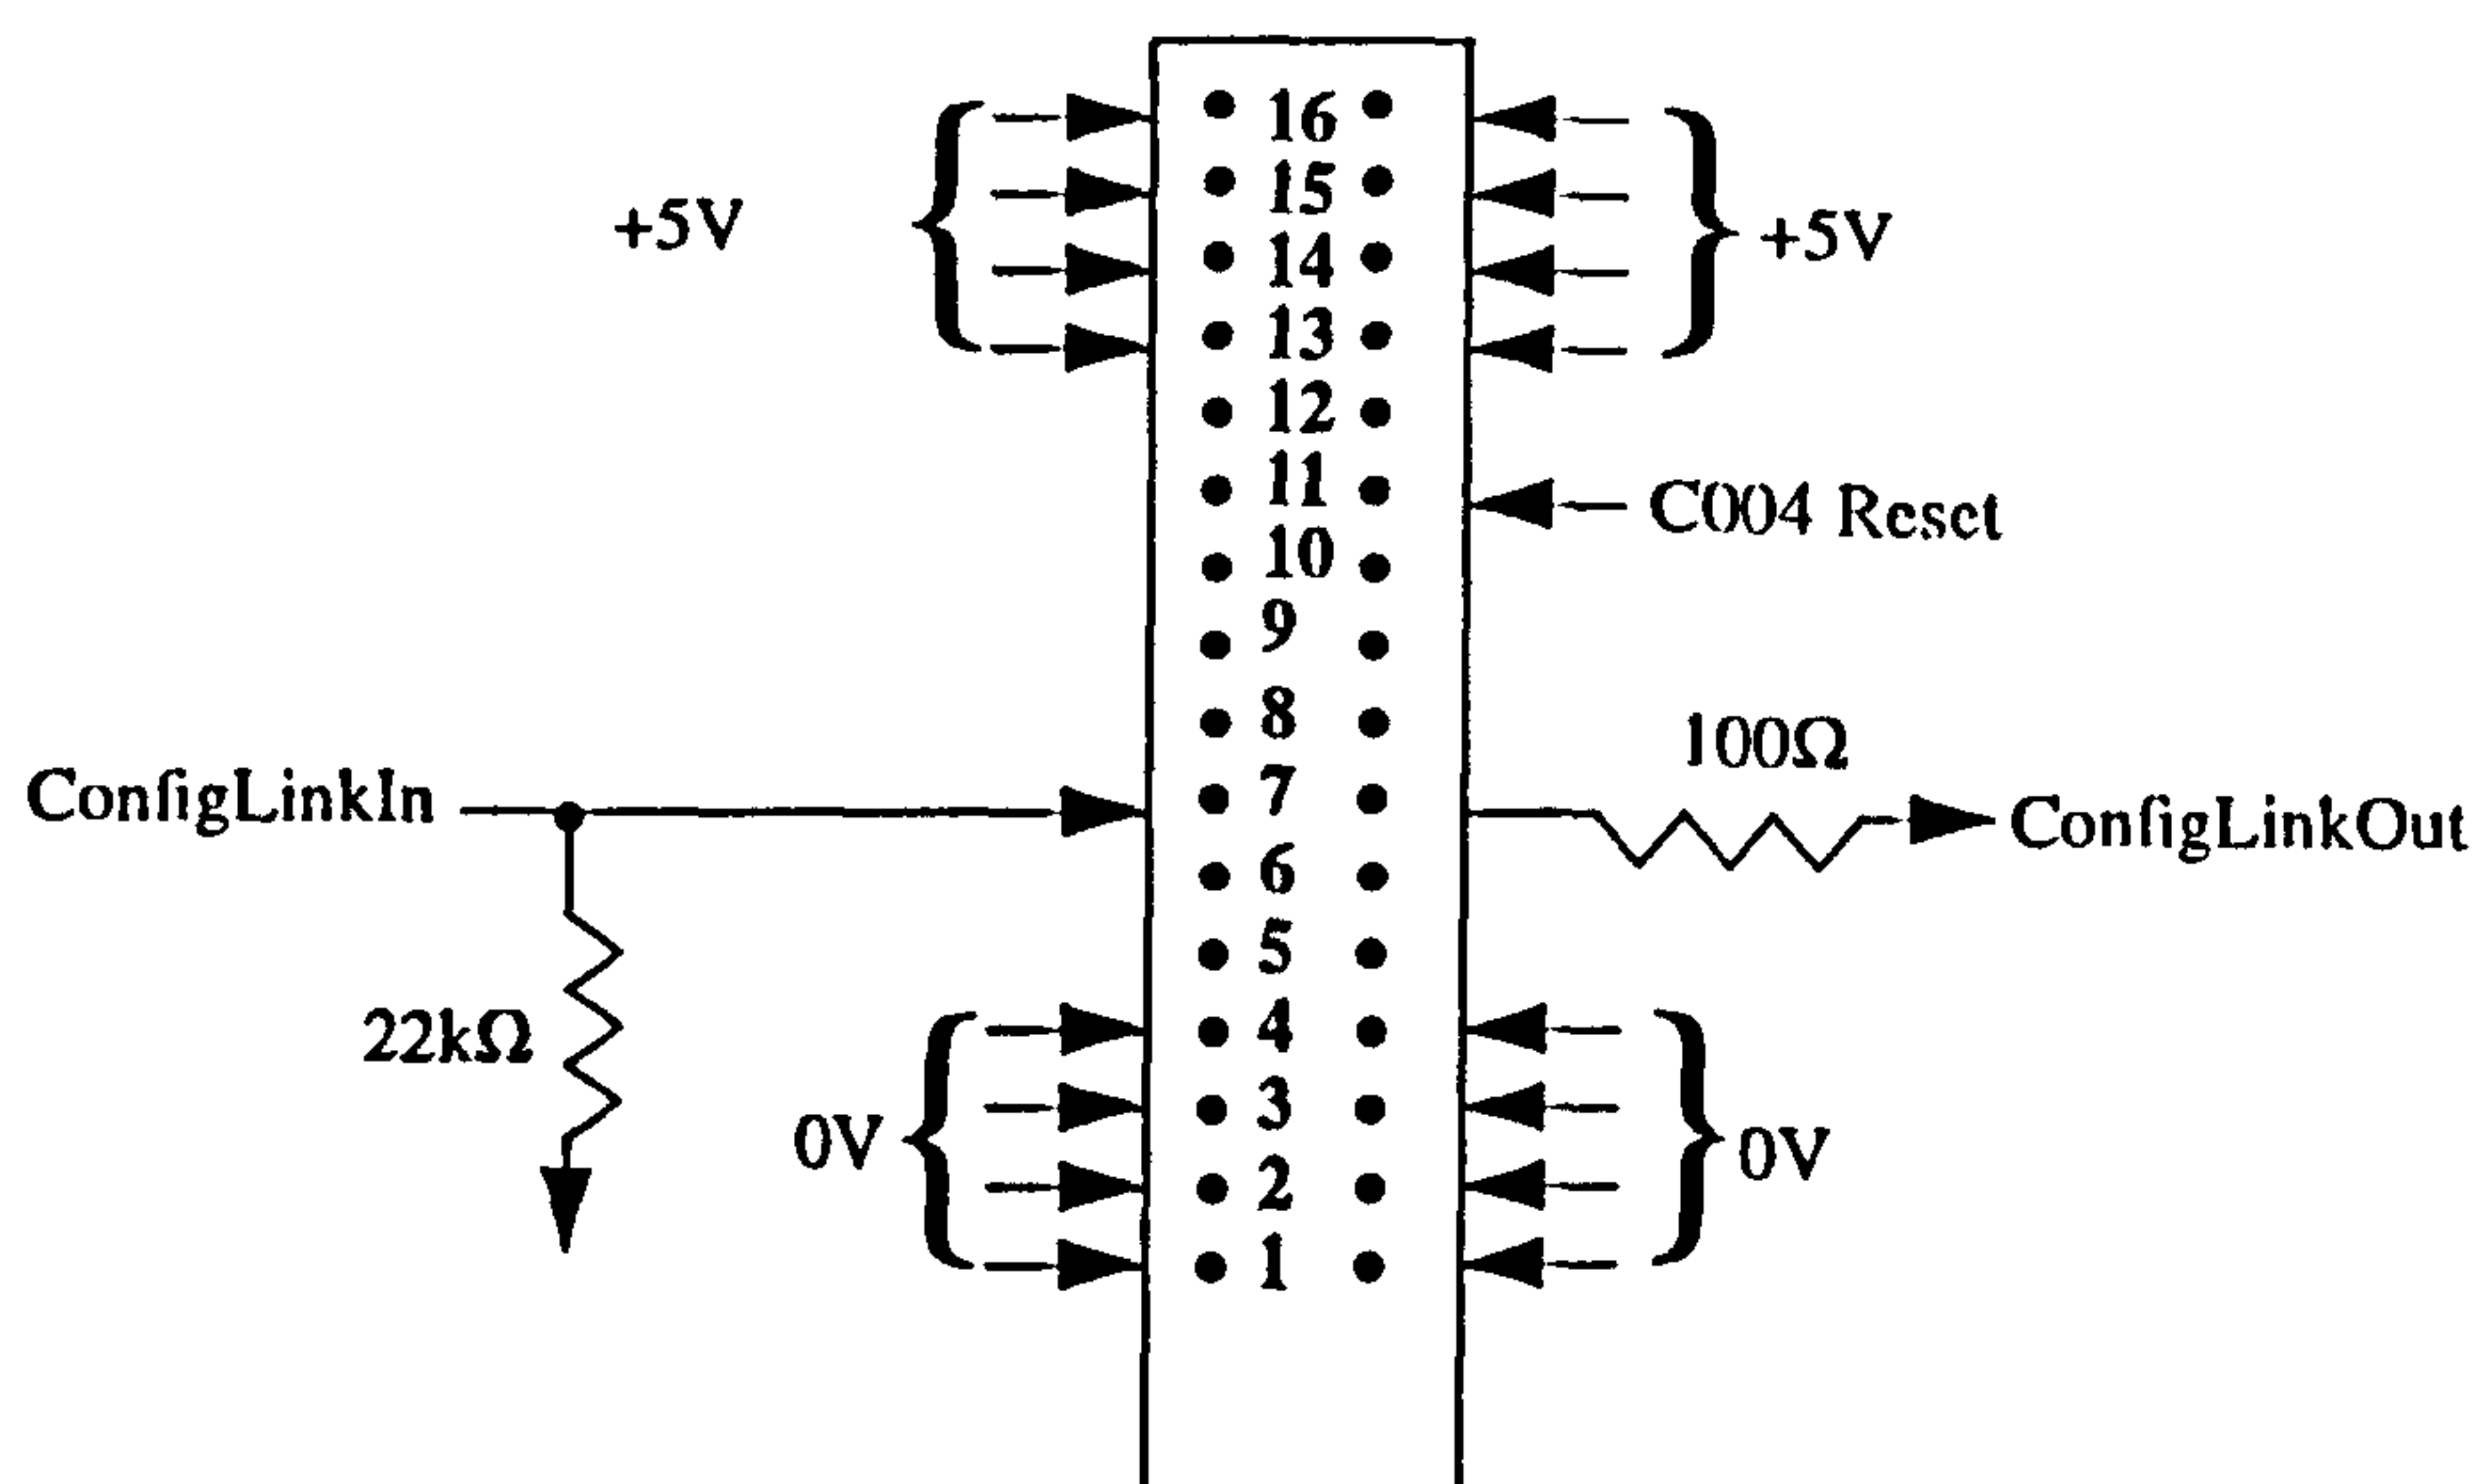 16
15
+5V
+5V
14
13
12
11
C004 Reset
10
9
8
100Ω
ConfigLinkIn
7
ConfigLinkOut
6
5
22kΩ
4
3
0V
0V
2
1